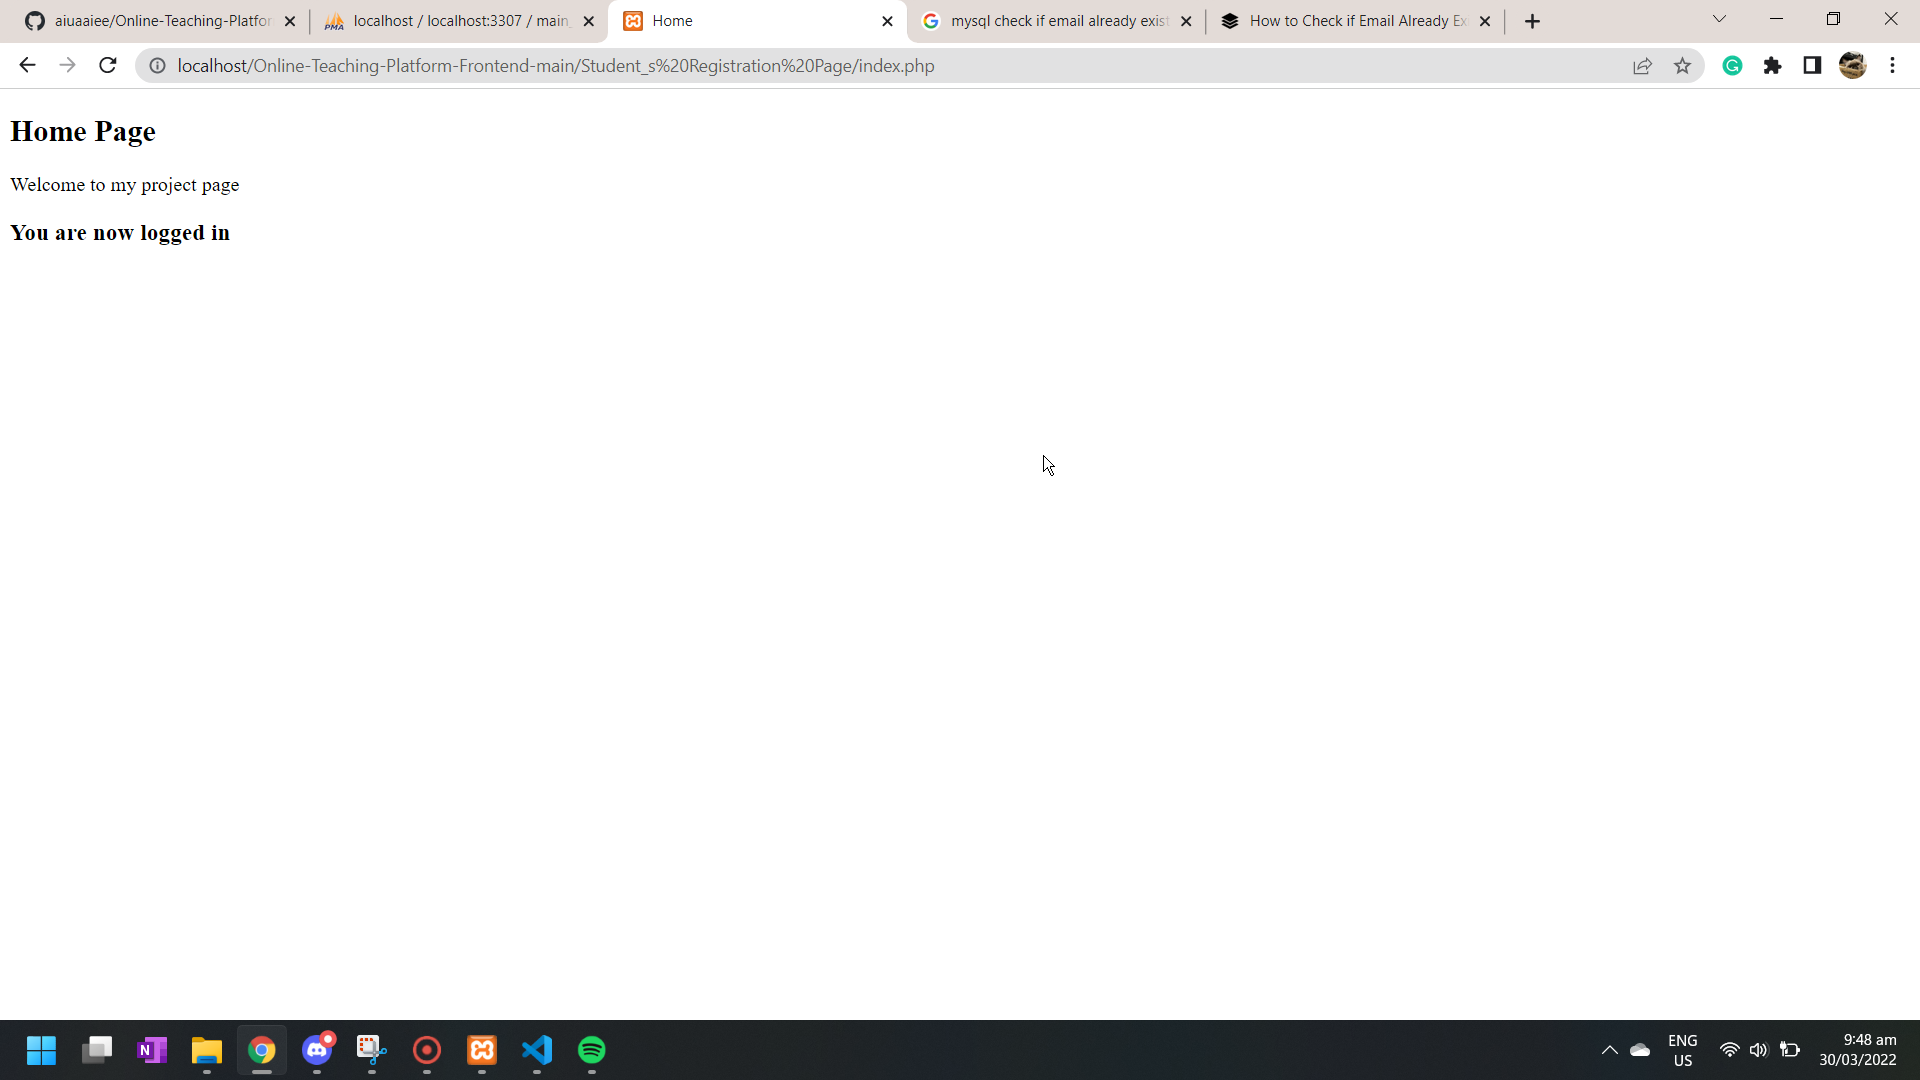 aiuaaiee/Online-Teaching-Platfor
localhost / localhost:3307 / main_
Home
mysql check if email already exist
How to Check if Email Already Ex
localhost/Online-Teaching-Platform-Frontend-main/Student_s%20Registration%20Page/index.php
Home Page
Welcome to my project page
You are now logged in
ENG
US
9:48 am
30/03/2022